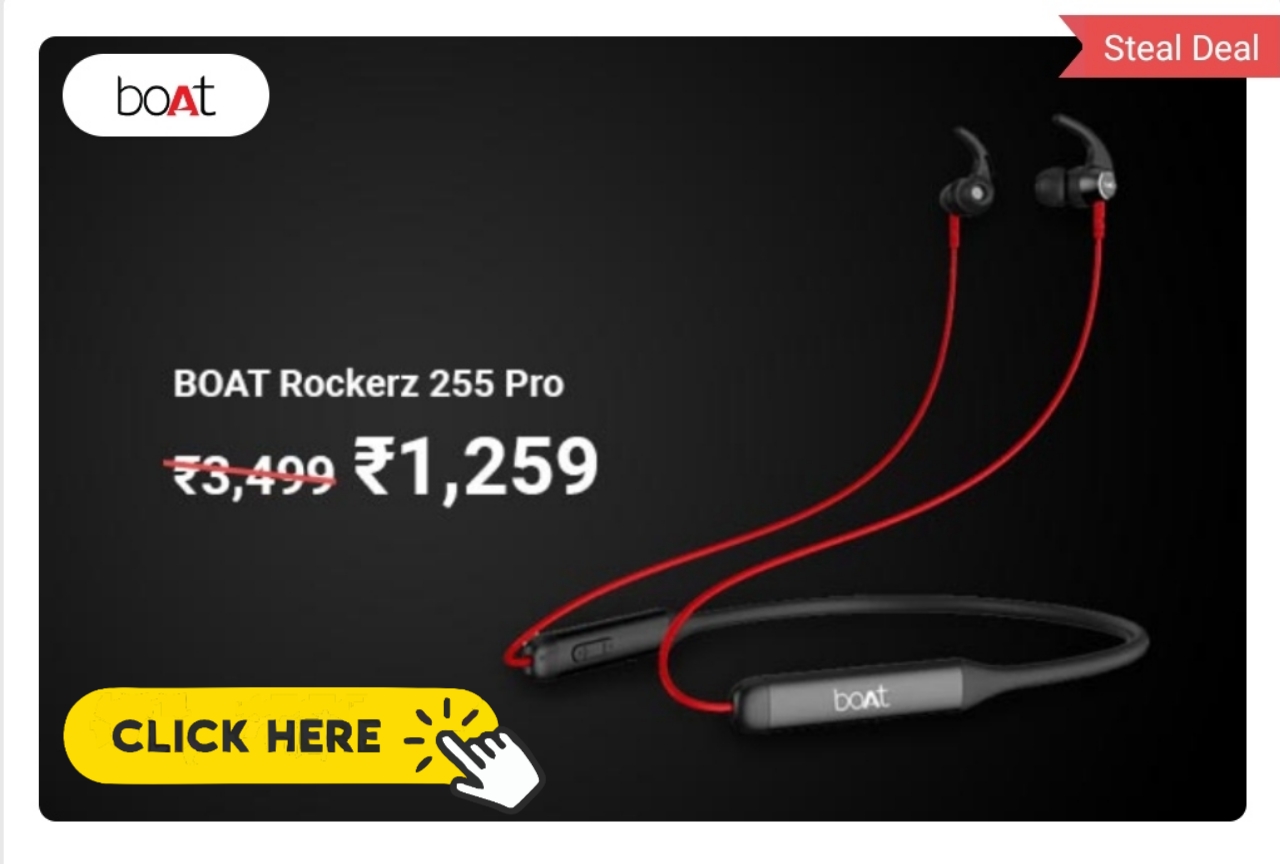 Steal Deal
boAt
BOAT Rockerz 255 Pro
₹3,499 ₹1,259
boAt
CLICK HERE